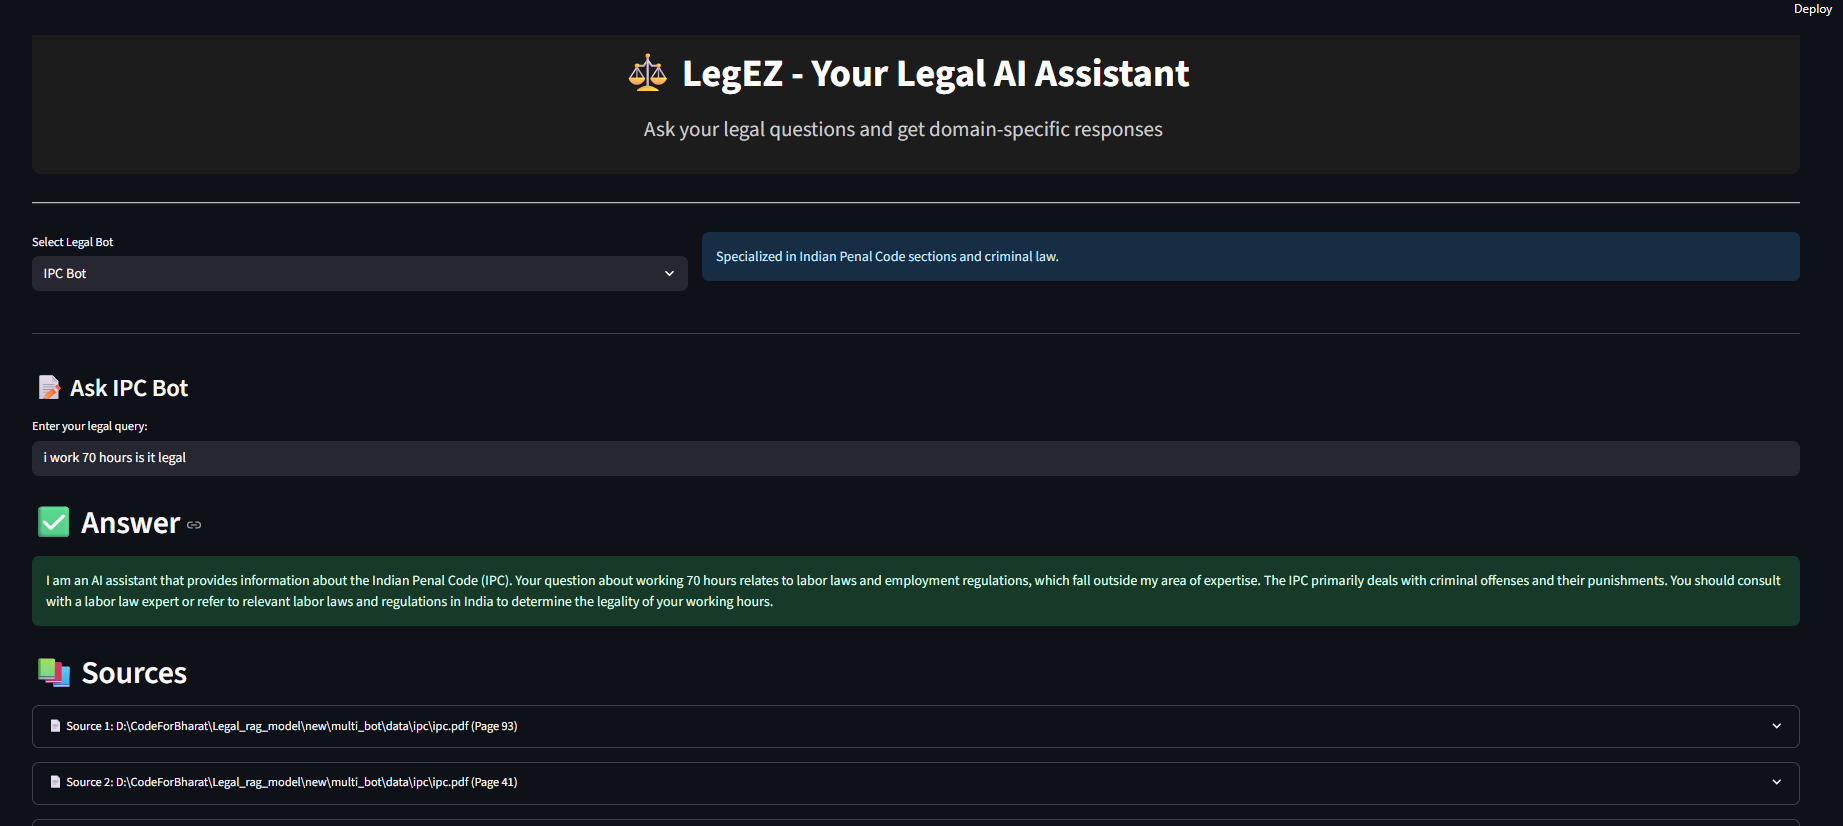 Deploy
LegEZ - Your Legal AI Assistant
Ask your legal questions and get domain-specific responses
Select Legal Bot
IPC Bot
Specialized in Indian Penal Code sections and criminal law.
Ask IPC Bot
Enter your legal query:
i work 70 hours is it legal
Answer
I am an AI assistant that provides information about the Indian Penal Code (IPC). Your question about working 70 hours relates to labor laws and employment regulations, which fall outside my area of expertise. The IPC primarily deals with criminal offenses and their punishments. You should consult
with a labor law expert or refer to relevant labor laws and regulations in India to determine the legality of your working hours.
Sources
Source 1: D:\CodeForBharat\Legal_rag_model\new\multi_bot\data\ipc\ipc.pdf (Page 93)
Source 2: D:\CodeForBharat\Legal_rag_model\new\multi_bot\data\ipc\ipc.pdf (Page 41)